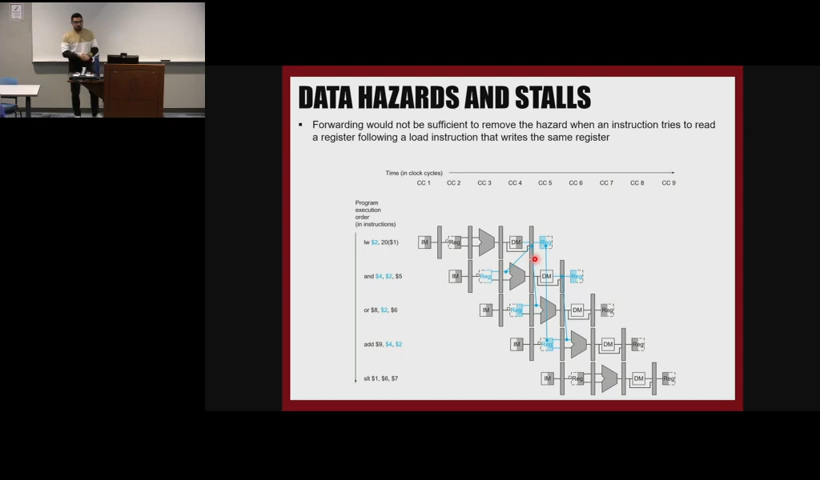 DATA HAZARDS AND STALLS
▪ Forwarding would not be sufficient to remove the hazard when an instruction tries to read
a register following a load instruction that writes the same register
Time (in clock cycles)
CC 1 CC 2 CC 3 CC 4 CC 5 CC 6 CC 7 CC 8 CC 9
Program
execution
order
(in instructions)
lw $2, 20($1) IM Reg DM Reg
and $4, $2, $5 IM Reg DM Reg
or $8, $2, $6 IM Reg DM Reg
add $9, $4, $2 IM Reg DM Reg
slt $1, $6, $7 IM Reg DM Reg